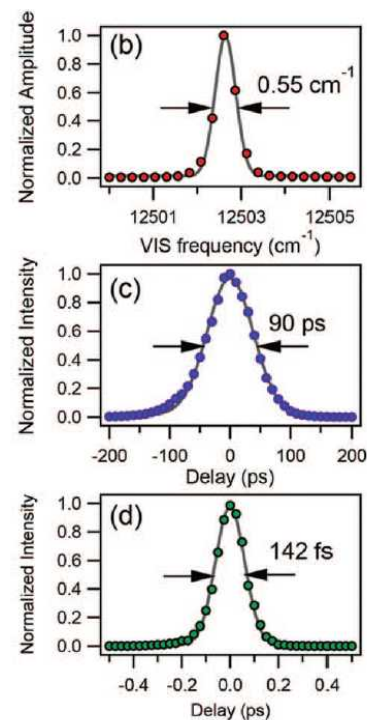 (b)
Normalized Amplitude
1.0
0.8
0.6
0.4
0.2
0.0
0.55 cm⁻¹
12501 12503 12505
VIS frequency (cm⁻¹)
(c)
Normalized Intensity
1.0
0.8
0.6
0.4
0.2
0.0
90 ps
-200 -100 0 100 200
Delay (ps)
(d)
Normalized Intensity
1.0
0.8
0.6
0.4
0.2
0.0
142 fs
-0.4 -0.2 0.0 0.2 0.4
Delay (ps)